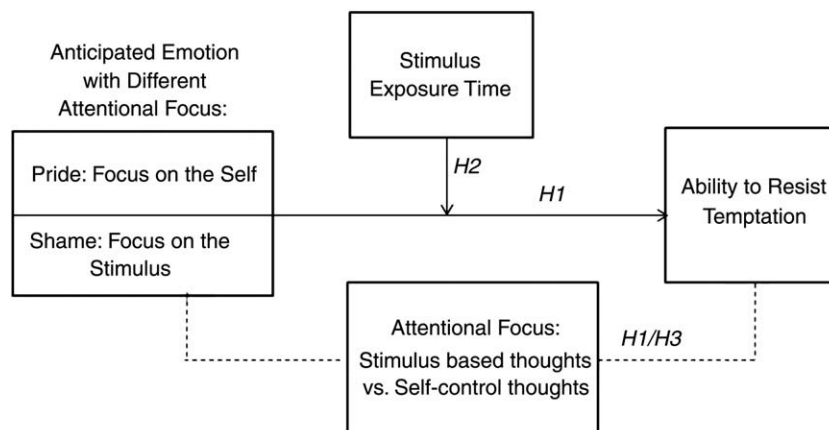 Anticipated Emotion
with Different
Attentional Focus:
Pride: Focus on the Self
Shame: Focus on the
Stimulus
Stimulus
Exposure Time
H2
H1
Ability to Resist
Temptation
Attentional Focus:
Stimulus based thoughts
vs. Self-control thoughts
H1/H3